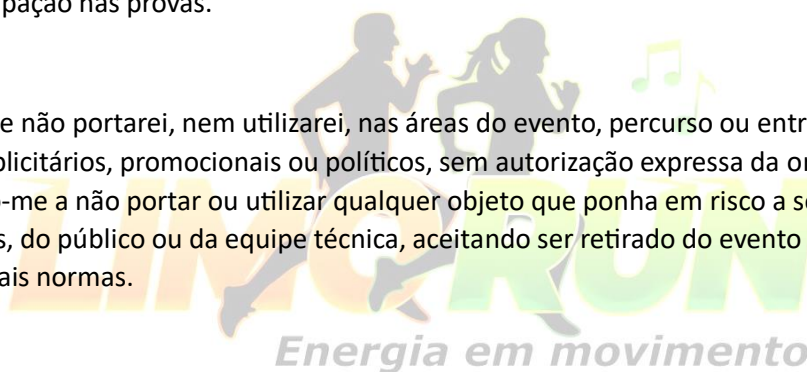 pação nas provas.
e não portarei, nem utilizarei, nas áreas do evento, percurso ou entr
licitários, promocionais ou políticos, sem autorização expressa da or
-me a não portar ou utilizar qualquer objeto que ponha em risco a s
s, do público ou da equipe técnica, aceitando ser retirado do evento
ais normas.
LIMORUN
Energia em movimento